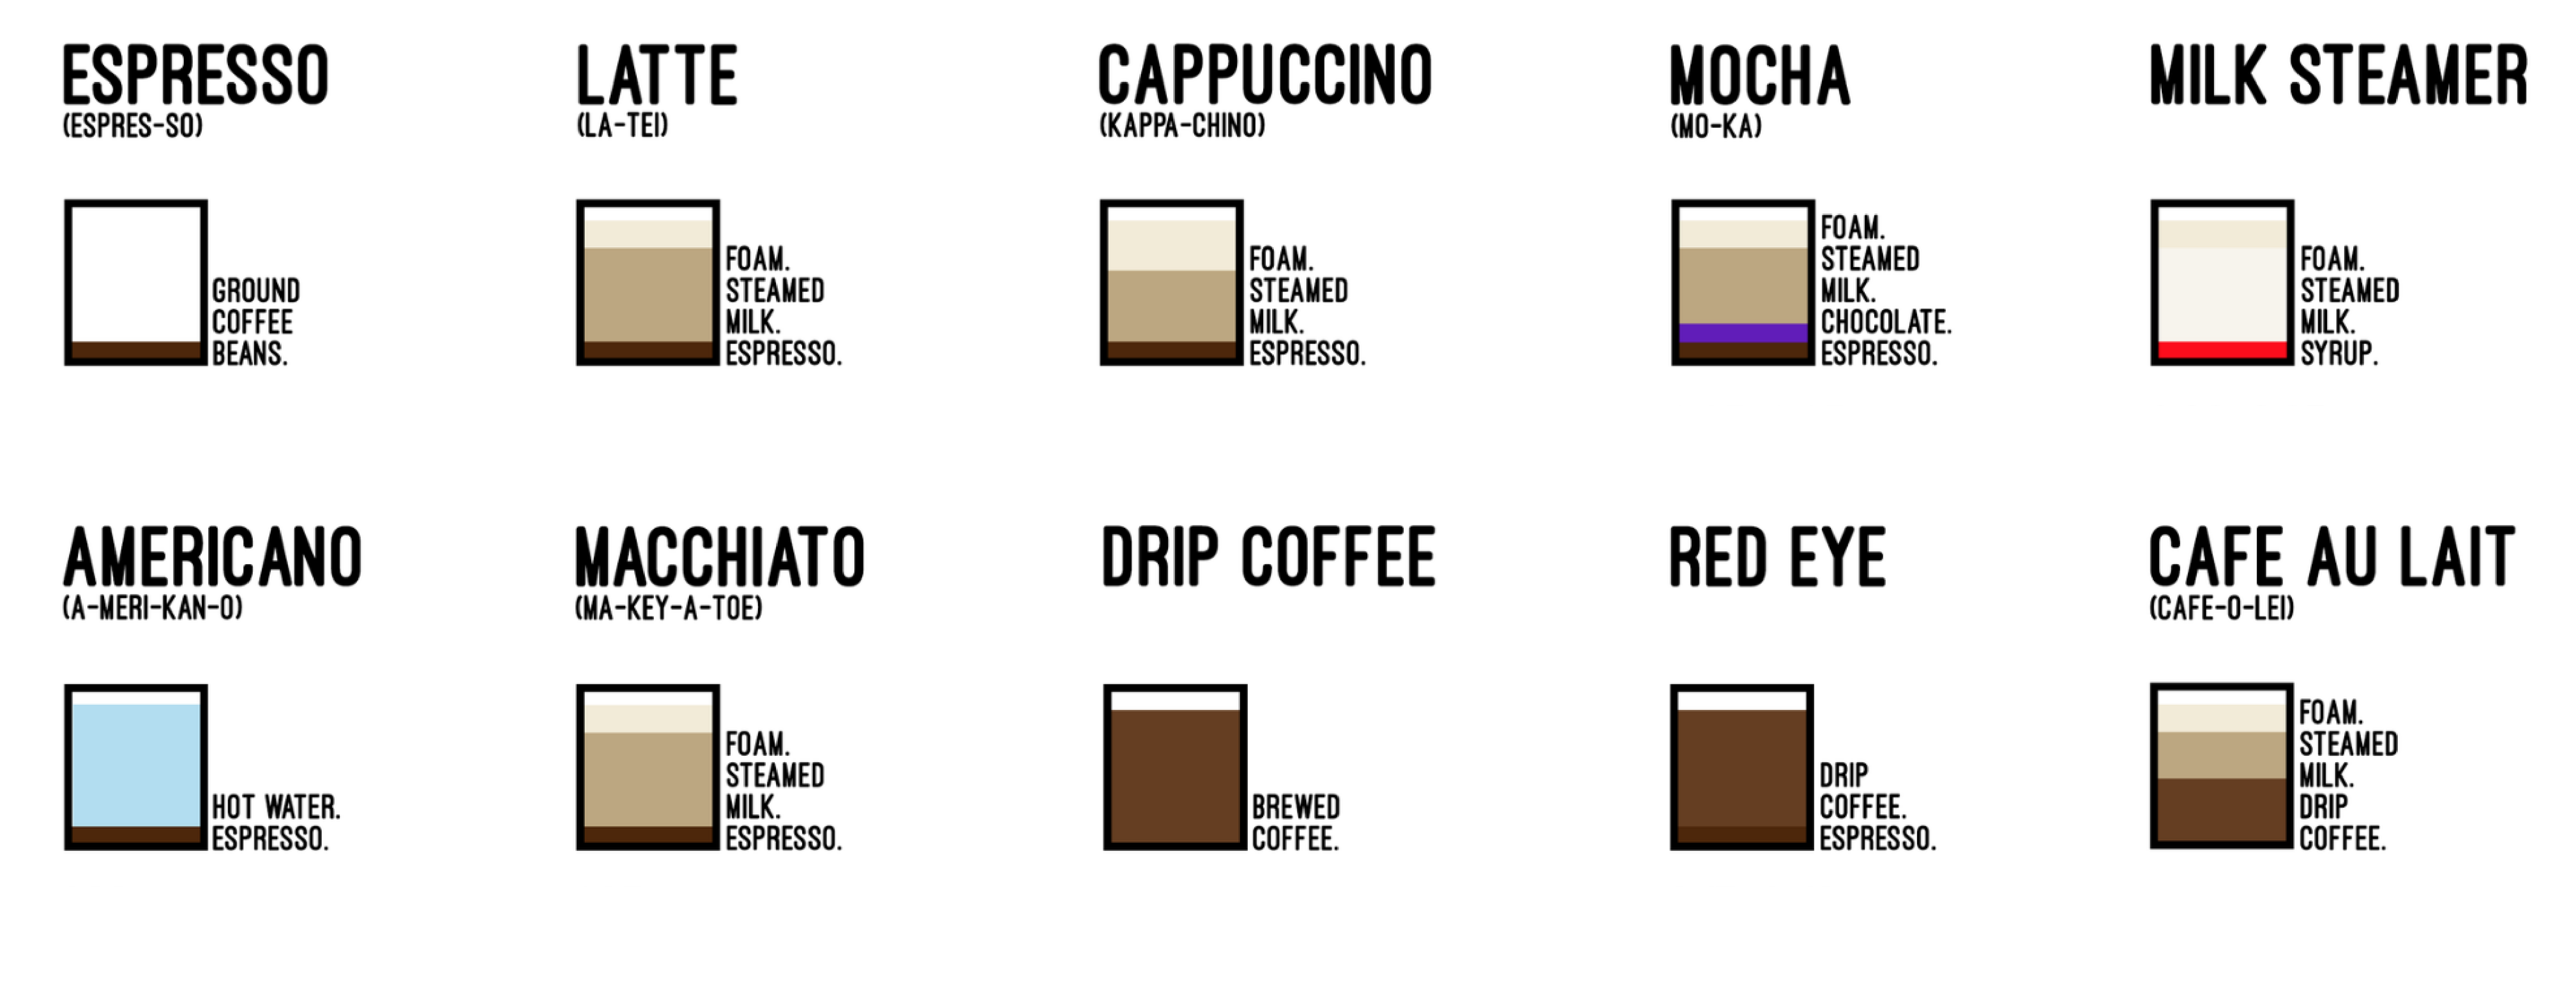 ESPRESSO
(ESPRES-SO)
GROUND
COFFEE
BEANS.
LATTE
(LA-TEI)
FOAM.
STEAMED
MILK.
ESPRESSO.
CAPPUCCINO
(KAPPA-CHINO)
FOAM.
STEAMED
MILK.
ESPRESSO.
MOCHA
(MO-KA)
FOAM.
STEAMED
MILK.
CHOCOLATE.
ESPRESSO.
MILK STEAMER
FOAM.
STEAMED
MILK.
SYRUP.
AMERICANO
(A-MERI-KAN-O)
HOT WATER.
ESPRESSO.
MACCHIATO
(MA-KEY-A-TOE)
FOAM.
STEAMED
MILK.
ESPRESSO.
DRIP COFFEE
BREWED
COFFEE.
RED EYE
DRIP
COFFEE.
ESPRESSO.
CAFE AU LAIT
(CAFE-O-LEI)
FOAM.
STEAMED
MILK.
DRIP
COFFEE.